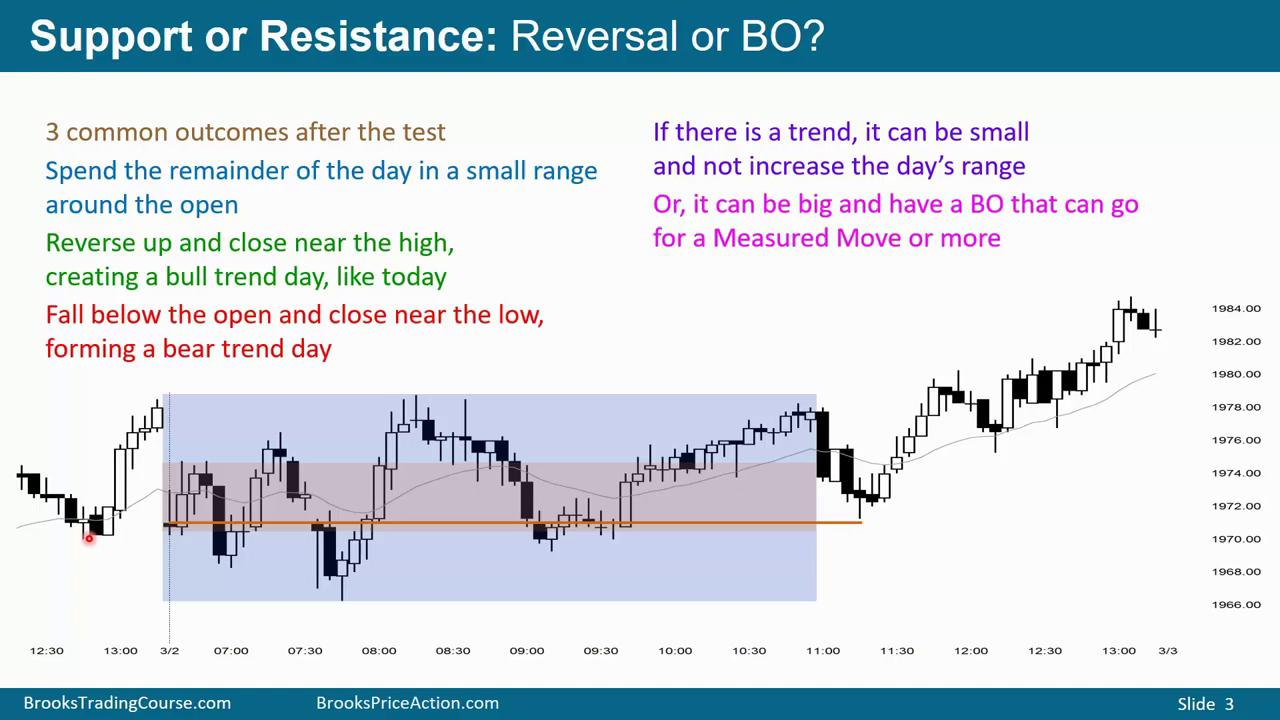 Support or Resistance: Reversal or BO?
3 common outcomes after the test
Spend the remainder of the day in a small range
around the open
Reverse up and close near the high,
creating a bull trend day, like today
Fall below the open and close near the low,
forming a bear trend day
If there is a trend, it can be small
and not increase the day’s range
Or, it can be big and have a BO that can go
for a Measured Move or more
1984.00
1982.00
1980.00
1978.00
1976.00
1974.00
1972.00
1970.00
1968.00
1966.00
12:30 13:00 3/2 07:00 07:30 08:00 08:30 09:00 09:30 10:00 10:30 11:00 11:30 12:00 12:30 13:00 3/3
BrooksTradingCourse.com BrooksPriceAction.com Slide 3